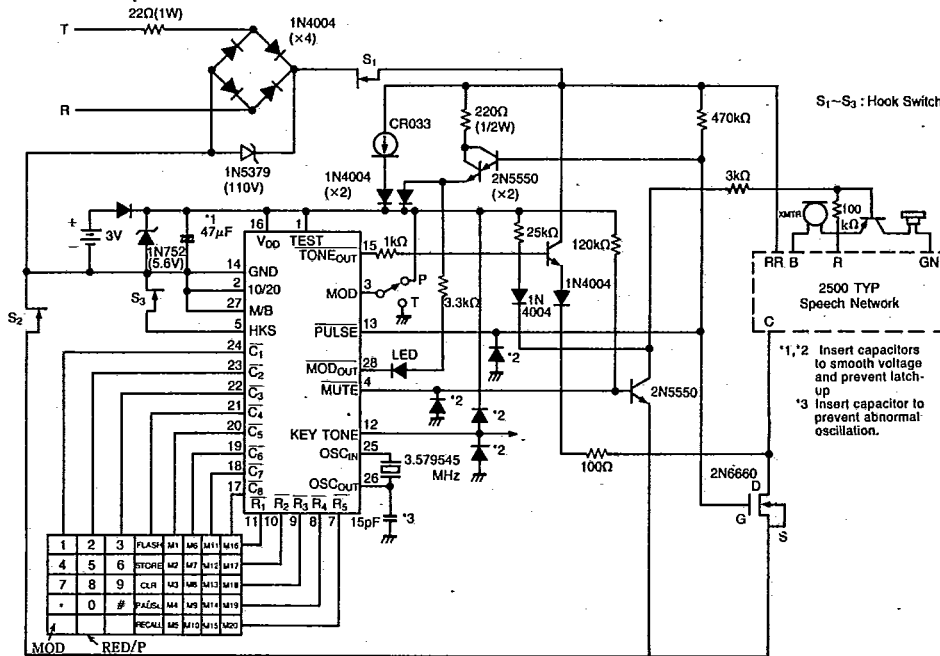 22Ω(1W)
1N4004
(×4)
T
R
S₁
1N5379
(110V)
CR033
1N4004
(×2)
220Ω
(1/2W)
2N5550
(×2)
470kΩ
S₁~S₃ : Hook Switch
3kΩ
XMTR
100
kΩ
RR
B
R
GN
2500 TYP
Speech Network
C
+
-
3V
1N752
(5.6V)
*1
47μF
S₃
S₂
16
1
VDD
TEST
15
TONEOUT
1kΩ
25kΩ
120kΩ
14
GND
2
10/20
3
MOD
P
T
3.3kΩ
1N
4004
1N4004
27
M/B
5
HKS
13
PULSE
*2
24
C₁
28
MODOUT
LED
23
C₂
4
MUTE
*2
2N5550
22
C₃
21
C₄
12
KEY TONE
*2
*2
20
C₅
25
OSCIN
3.579545
MHz
19
C₆
18
C₇
26
OSCOUT
17
C₈
R₁ R₂ R₃ R₄ R₅
11 10 9 8 7
15pF
*3
100Ω
2N6660
D
G
S
*1,*2 Insert capacitors
to smooth voltage
and prevent latch-
up
*3 Insert capacitor to
prevent abnormal
oscillation.
1 2 3 FLASH M1 M6 M11 M16
4 5 6 STORE M2 M7 M12 M17
7 8 9 CLR M3 M8 M13 M18
* 0 # PAUSE M4 M9 M14 M19
RECALL M5 M10 M15 M20
MOD
RED/P